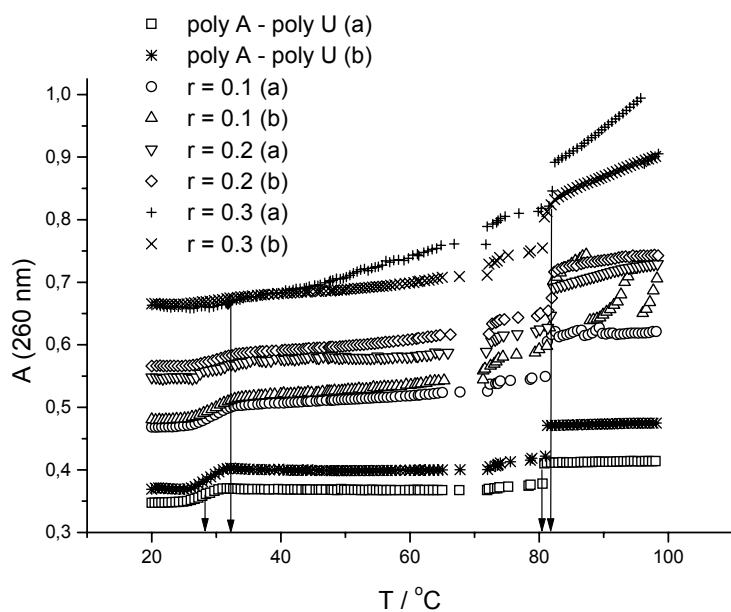 poly A - poly U (a)
poly A - poly U (b)
r = 0.1 (a)
r = 0.1 (b)
r = 0.2 (a)
r = 0.2 (b)
r = 0.3 (a)
r = 0.3 (b)
1,0
0,9
0,8
0,7
0,6
0,5
0,4
0,3
A (260 nm)
20 40 60 80 100
T / °C